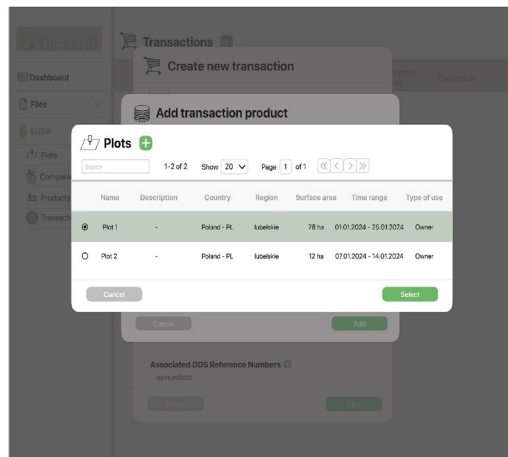 TimberID
Transactions
Create new transaction
Dashboard
Files
Add transaction product
EUDR
Plots
Search
1-2 of 2
Show 20
Page 1 of 1
Name Description Country Region Surface area Time range Type of use
Plot 1 - Poland - PL lubelskie 78 ha 01.01.2024 - 25.01.2024 Owner
Plot 2 - Poland - PL lubelskie 12 ha 07.01.2024 - 14.01.2024 Owner
Cancel
Select
Plots
Products
Cancel
Add
Associated DDS Reference Numbers
no numbers
Cancel
Save